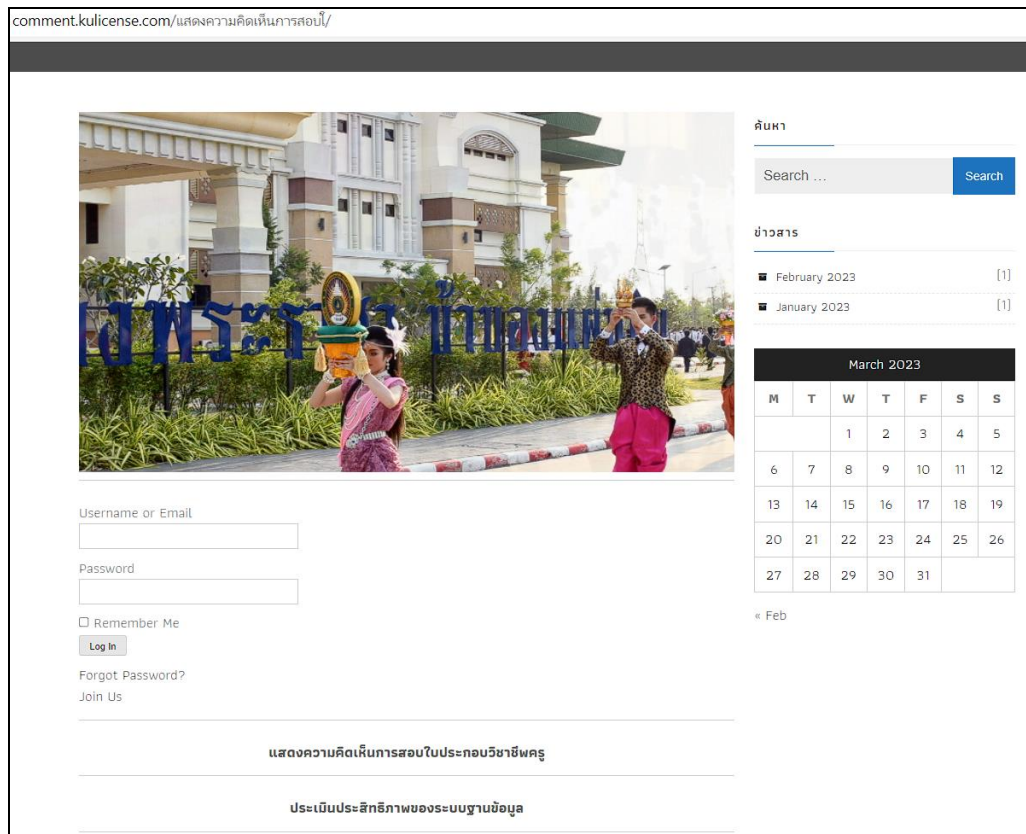 comment.kulicense.com/แสดงความคิดเห็นการสอบใ/
Username or Email
Password
Remember Me
Log In
Forgot Password?
Join Us
แสดงความคิดเห็นการสอบใบประกอบวิชาชีพครู
ประเมินประสิทธิภาพของระบบฐานข้อมูล
ค้นหา
Search …
Search
ข่าวสาร
February 2023 [1]
January 2023 [1]
March 2023
M T W T F S S
1 2 3 4 5
6 7 8 9 10 11 12
13 14 15 16 17 18 19
20 21 22 23 24 25 26
27 28 29 30 31
« Feb